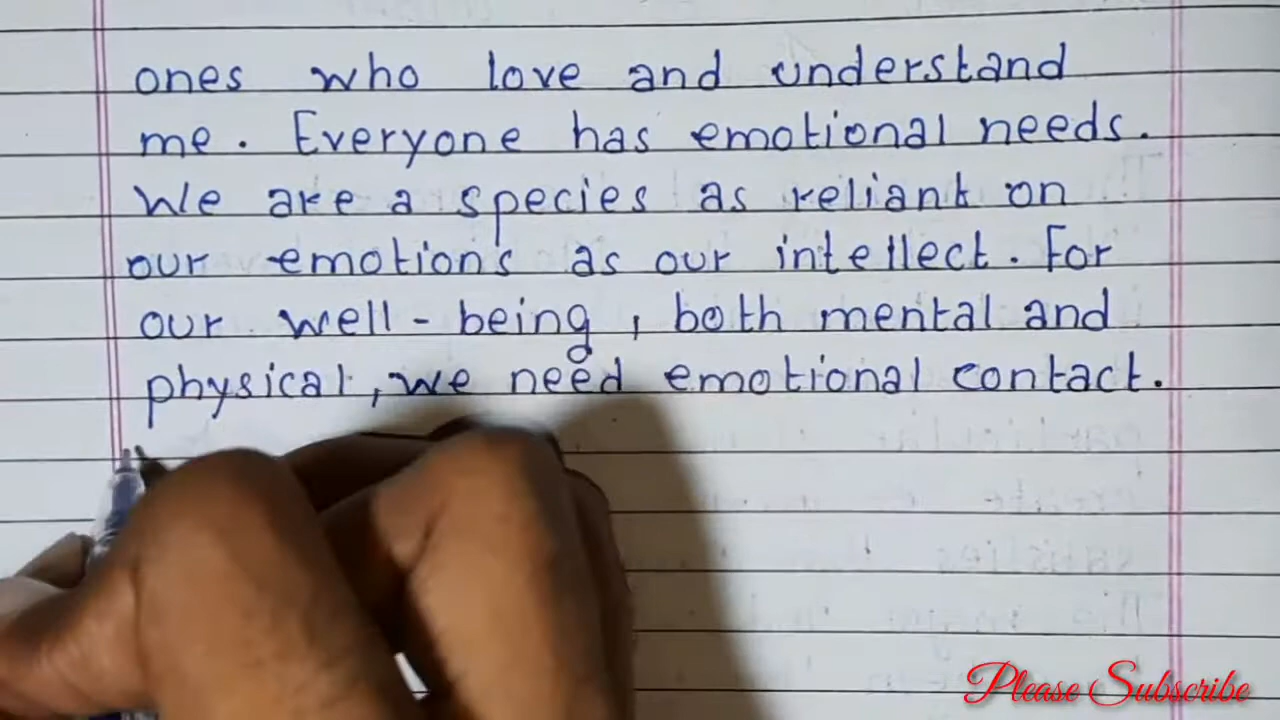 ones who love and understand
me. Everyone has emotional needs.
We are a species as reliant on
our emotions as our intellect. For
our well-being, both mental and
physical, we need emotional contact.
Please Subscribe